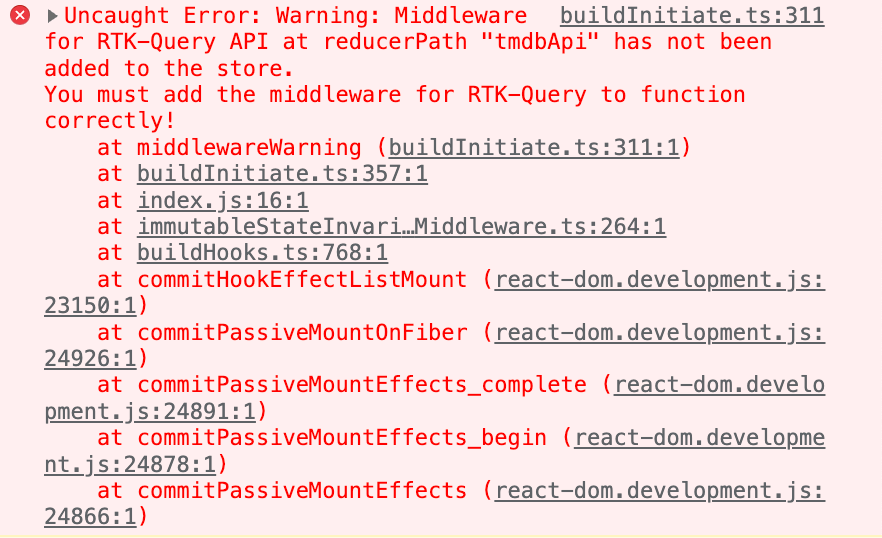 Uncaught Error: Warning: Middleware buildInitiate.ts:311
for RTK-Query API at reducerPath "tmdbApi" has not been
added to the store.
You must add the middleware for RTK-Query to function
correctly!
at middlewareWarning (buildInitiate.ts:311:1)
at buildInitiate.ts:357:1
at index.js:16:1
at immutableStateInvari…Middleware.ts:264:1
at buildHooks.ts:768:1
at commitHookEffectListMount (react-dom.development.js:
23150:1)
at commitPassiveMountOnFiber (react-dom.development.js:
24926:1)
at commitPassiveMountEffects_complete (react-dom.develo
pment.js:24891:1)
at commitPassiveMountEffects_begin (react-dom.developme
nt.js:24878:1)
at commitPassiveMountEffects (react-dom.development.js:
24866:1)